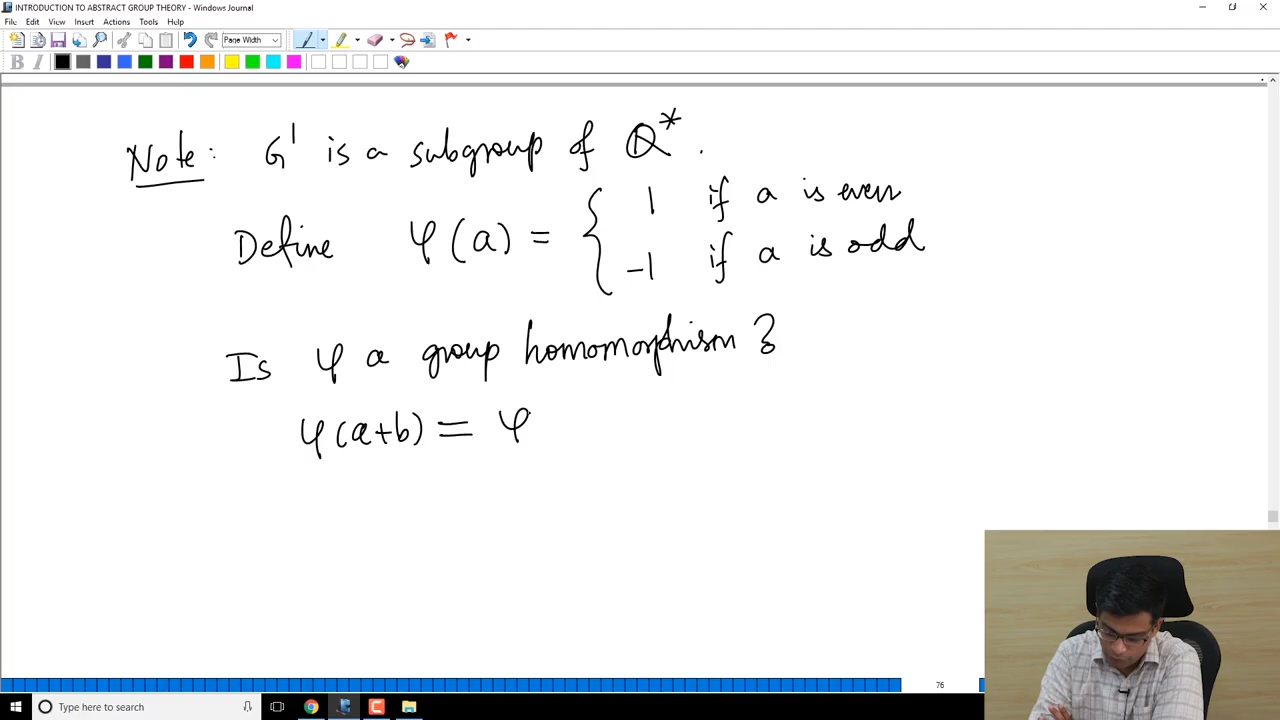 INTRODUCTION TO ABSTRACT GROUP THEORY - Windows Journal
File Edit View Insert Actions Tools Help
Page Width
B I
Note: G' is a subgroup of Q* .
Define φ(a) = { 1 if a is even
-1 if a is odd
Is φ a group homomorphism ?
φ(a+b) = φ
76
Type here to search